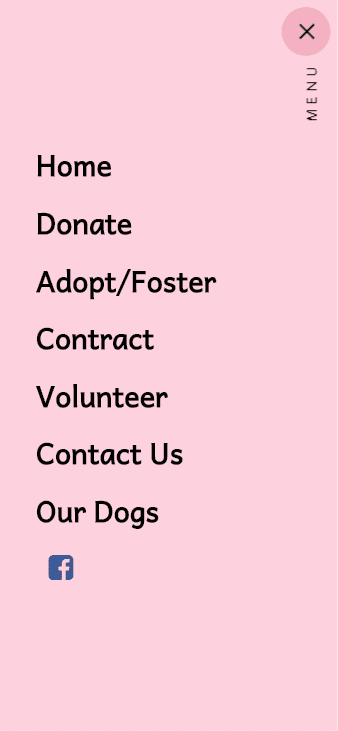 MENU
Home
Donate
Adopt/Foster
Contract
Volunteer
Contact Us
Our Dogs